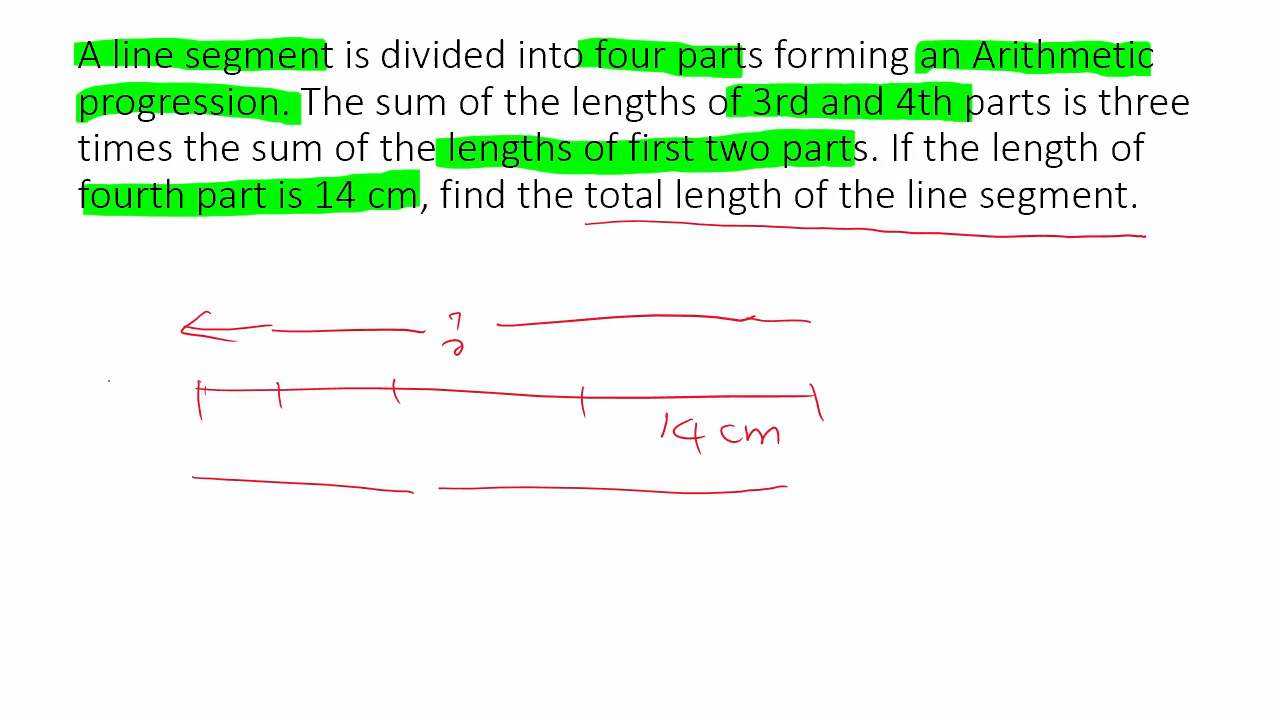 A line segment is divided into four parts forming an Arithmetic
progression. The sum of the lengths of 3rd and 4th parts is three
times the sum of the lengths of first two parts. If the length of
fourth part is 14 cm, find the total length of the line segment.
?
14 cm